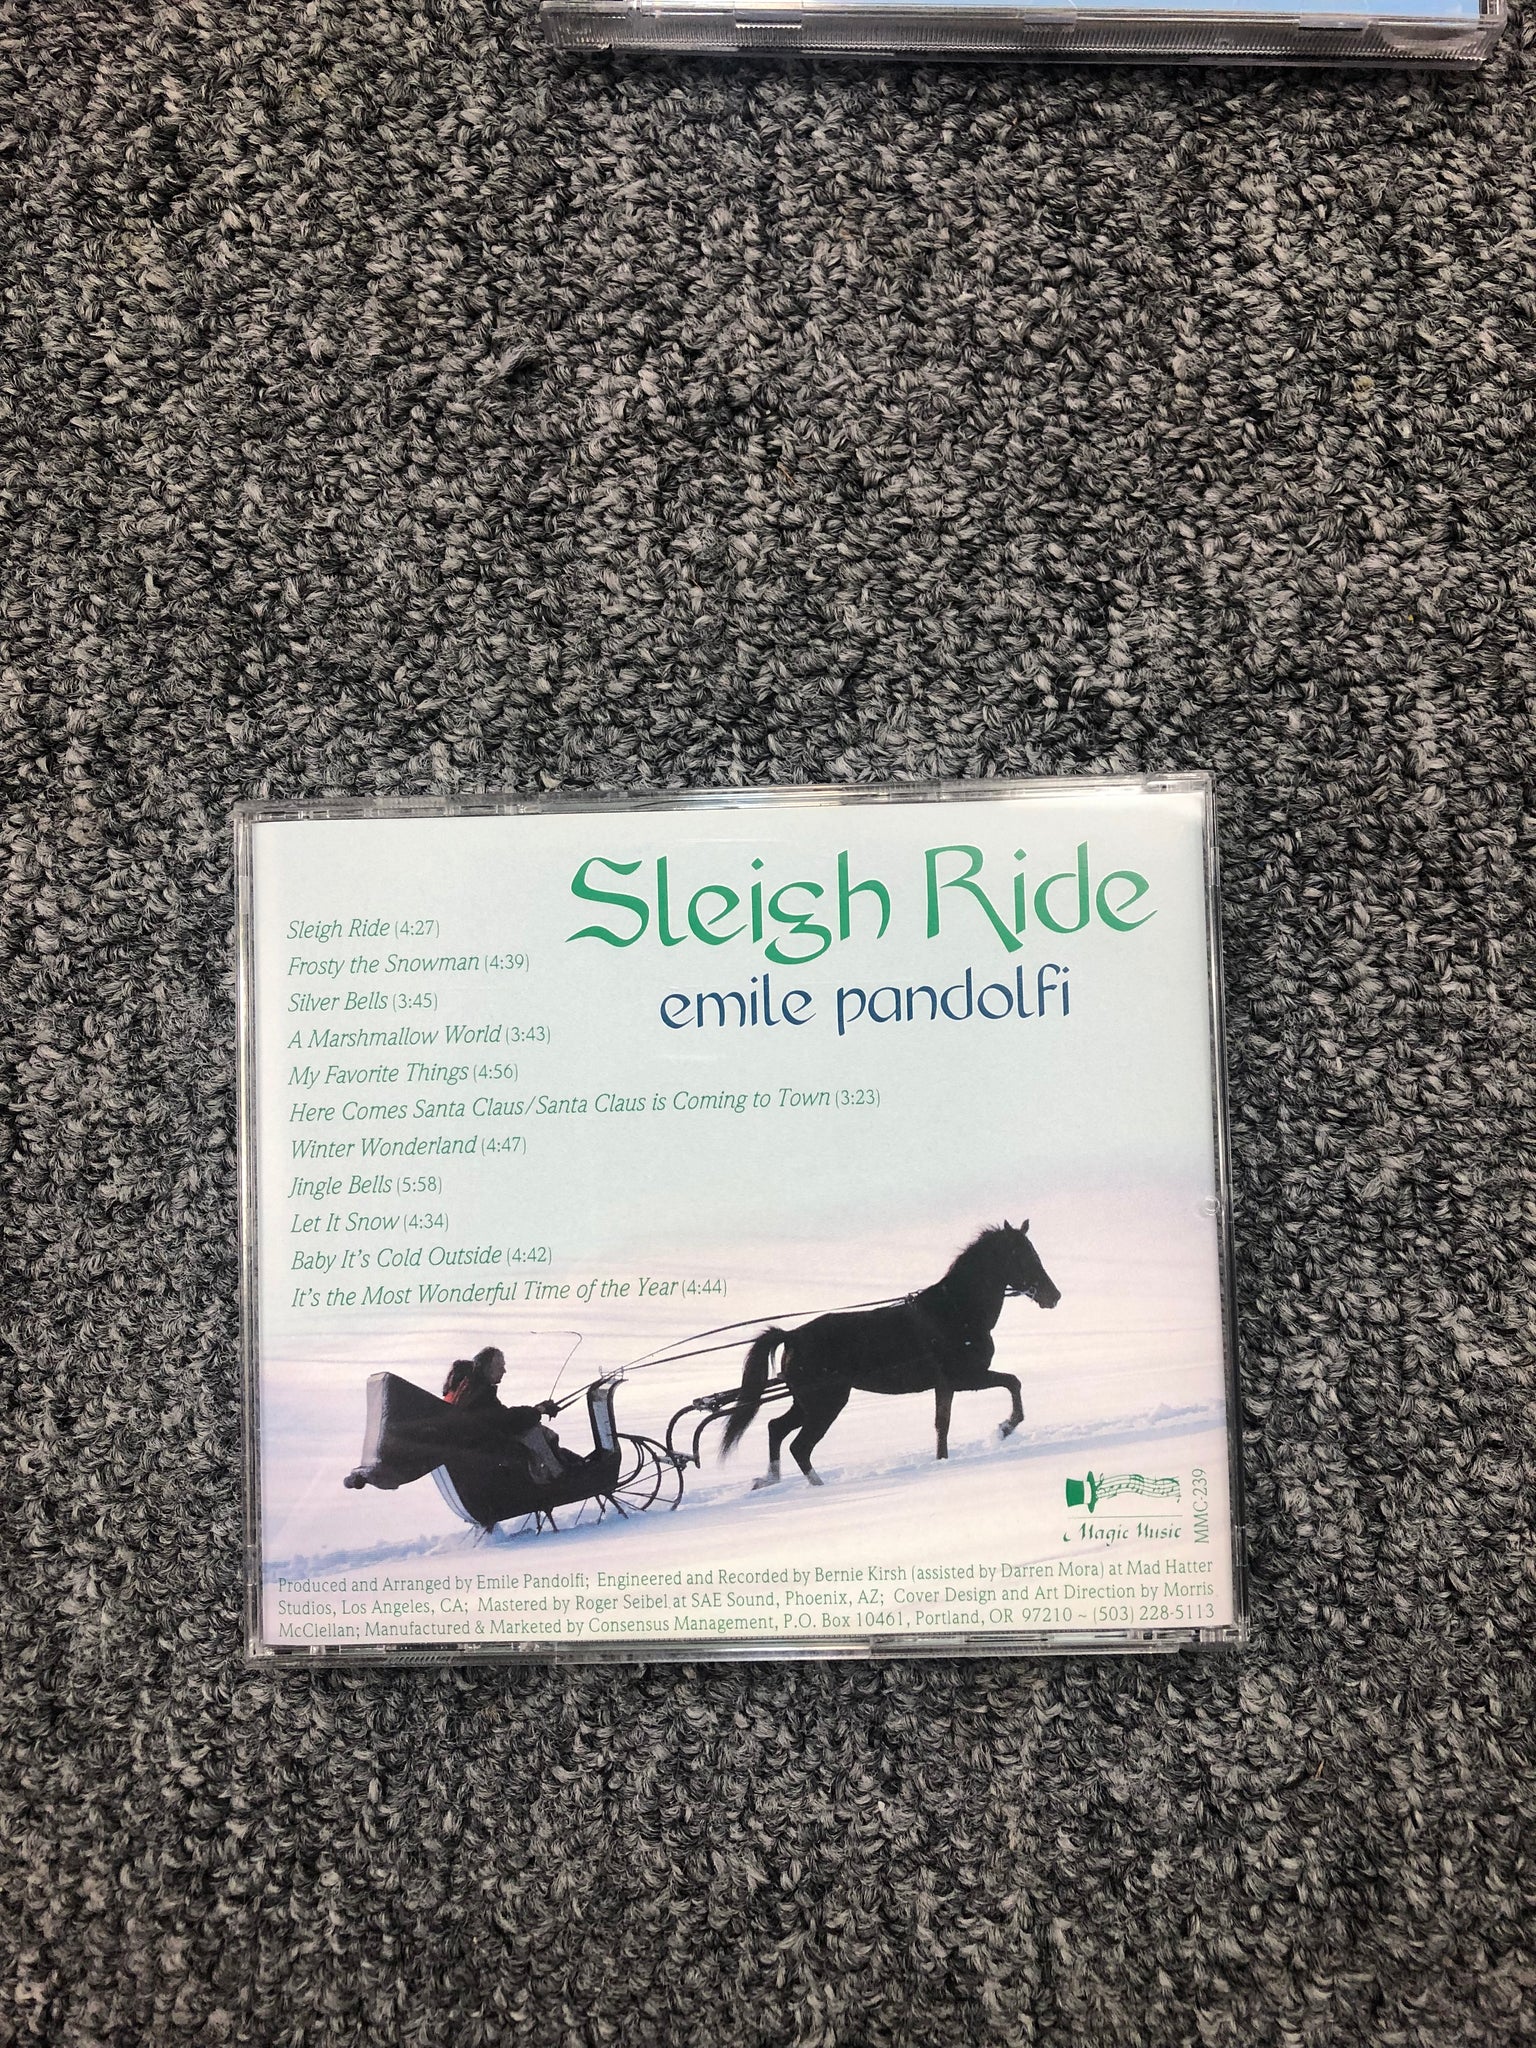 Sleigh Ride
emile pandolfi
Sleigh Ride (4:27)
Frosty the Snowman (4:39)
Silver Bells (3:45)
A Marshmallow World (3:43)
My Favorite Things (4:56)
Here Comes Santa Claus/Santa Claus is Coming to Town (3:23)
Winter Wonderland (4:47)
Jingle Bells (5:58)
Let It Snow (4:34)
Baby It's Cold Outside (4:42)
It's the Most Wonderful Time of the Year (4:44)
Magic Music
MMC-239
Produced and Arranged by Emile Pandolfi; Engineered and Recorded by Bernie Kirsh (assisted by Darren Mora) at Mad Hatter
Studios, Los Angeles, CA; Mastered by Roger Seibel at SAE Sound, Phoenix, AZ; Cover Design and Art Direction by Morris
McClellan; Manufactured & Marketed by Consensus Management, P.O. Box 10461, Portland, OR 97210 ~ (503) 228-5113